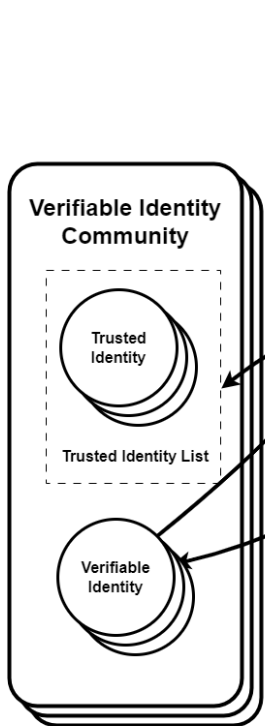 Verifiable Identity
Community
Trusted
Identity
Trusted Identity List
Verifiable
Identity